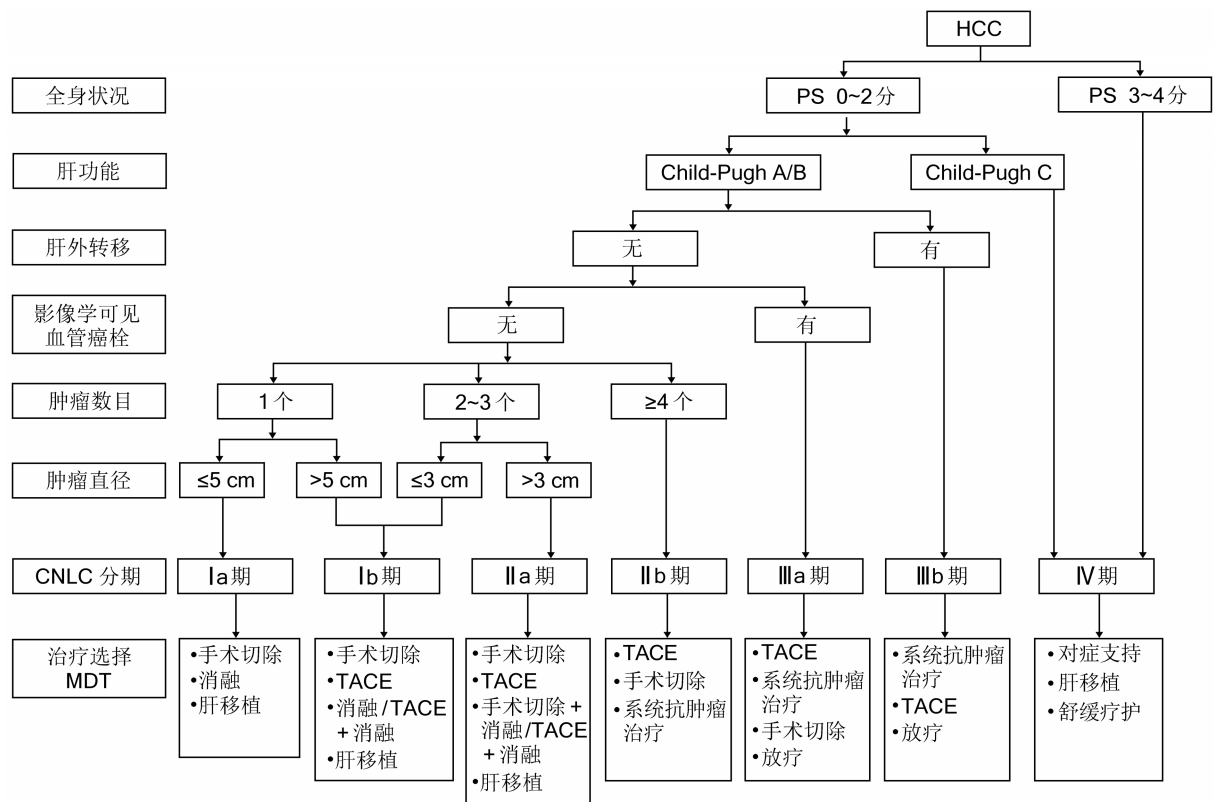 HCC
全身状况
PS 0~2分
PS 3~4分
肝功能
Child-Pugh A/B
Child-Pugh C
肝外转移
无
有
影像学可见
血管癌栓
无
有
肿瘤数目
1个
2~3个
≥4个
肿瘤直径
≤5 cm
>5 cm
≤3 cm
>3 cm
CNLC 分期
Ⅰa期
Ⅰb期
Ⅱa期
Ⅱb期
Ⅲa期
Ⅲb期
Ⅳ期
治疗选择
MDT
•手术切除
•消融
•肝移植
•手术切除
•TACE
•消融/TACE
+消融
•肝移植
•手术切除
•TACE
•手术切除+
消融/TACE
+消融
•肝移植
•TACE
•手术切除
•系统抗肿瘤
治疗
•TACE
•系统抗肿瘤
治疗
•手术切除
•放疗
•系统抗肿瘤
治疗
•TACE
•放疗
•对症支持
•肝移植
•舒缓疗护